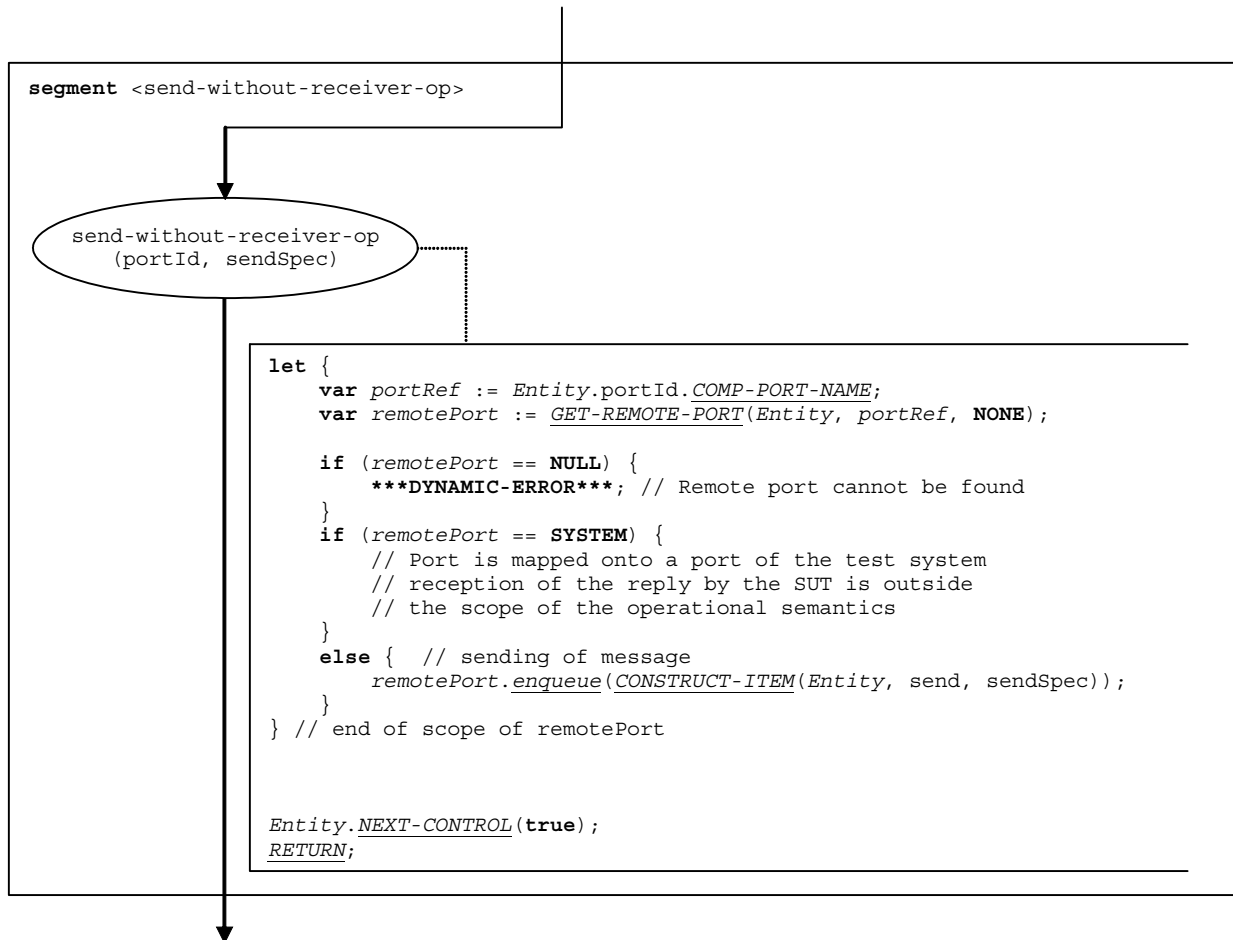 segment <send-without-receiver-op>
send-without-receiver-op
(portId, sendSpec)
let {
var portRef := Entity.portId.COMP-PORT-NAME;
var remotePort := GET-REMOTE-PORT(Entity, portRef, NONE);
if (remotePort == NULL) {
***DYNAMIC-ERROR***; // Remote port cannot be found
}
if (remotePort == SYSTEM) {
// Port is mapped onto a port of the test system
// reception of the reply by the SUT is outside
// the scope of the operational semantics
}
else { // sending of message
remotePort.enqueue(CONSTRUCT-ITEM(Entity, send, sendSpec));
}
} // end of scope of remotePort
Entity.NEXT-CONTROL(true);
RETURN;